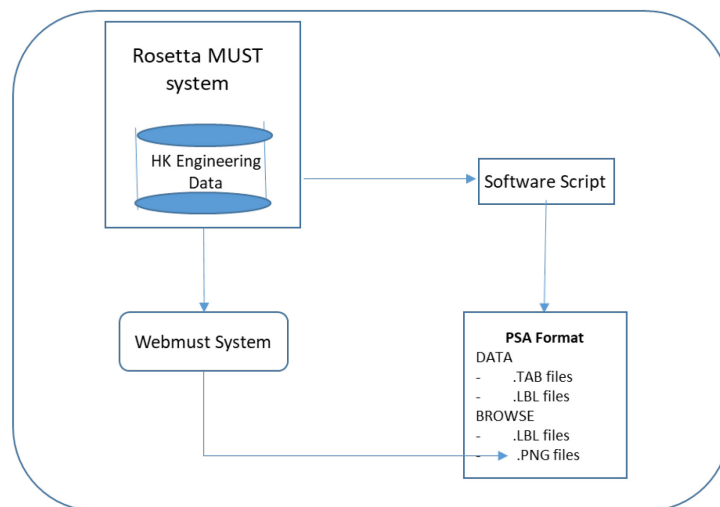 Rosetta MUST
system
HK Engineering
Data
Software Script
Webmust System
PSA Format
DATA
- .TAB files
- .LBL files
BROWSE
- .LBL files
- .PNG files